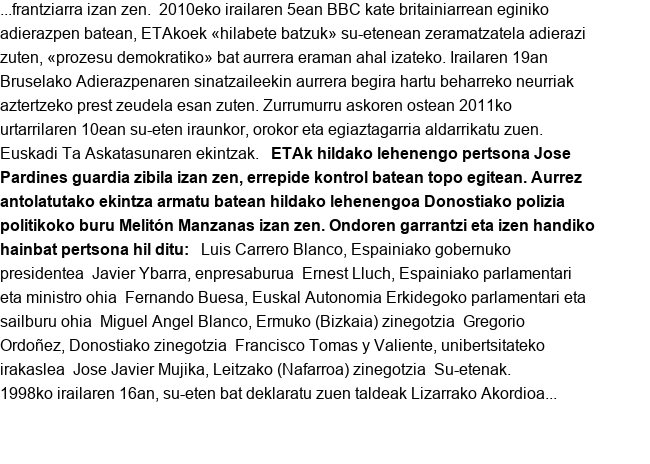 ...frantziarra izan zen.  2010eko irailaren 5ean BBC kate britainiarrean eginiko
adierazpen batean, ETAkoek «hilabete batzuk» su-etenean zeramatzatela adierazi
zuten, «prozesu demokratiko» bat aurrera eraman ahal izateko. Irailaren 19an
Bruselako Adierazpenaren sinatzaileekin aurrera begira hartu beharreko neurriak
aztertzeko prest zeudela esan zuten. Zurrumurru askoren ostean 2011ko
urtarrilaren 10ean su-eten iraunkor, orokor eta egiaztagarria aldarrikatu zuen.
Euskadi Ta Askatasunaren ekintzak.   ETAk hildako lehenengo pertsona Jose
Pardines guardia zibila izan zen, errepide kontrol batean topo egitean. Aurrez
antolatutako ekintza armatu batean hildako lehenengoa Donostiako polizia
politikoko buru Melitón Manzanas izan zen. Ondoren garrantzi eta izen handiko
hainbat pertsona hil ditu:   Luis Carrero Blanco, Espainiako gobernuko
presidentea  Javier Ybarra, enpresaburua  Ernest Lluch, Espainiako parlamentari
eta ministro ohia  Fernando Buesa, Euskal Autonomia Erkidegoko parlamentari eta
sailburu ohia  Miguel Angel Blanco, Ermuko (Bizkaia) zinegotzia  Gregorio
Ordoñez, Donostiako zinegotzia  Francisco Tomas y Valiente, unibertsitateko
irakaslea  Jose Javier Mujika, Leitzako (Nafarroa) zinegotzia  Su-etenak.
1998ko irailaren 16an, su-eten bat deklaratu zuen taldeak Lizarrako Akordioa...